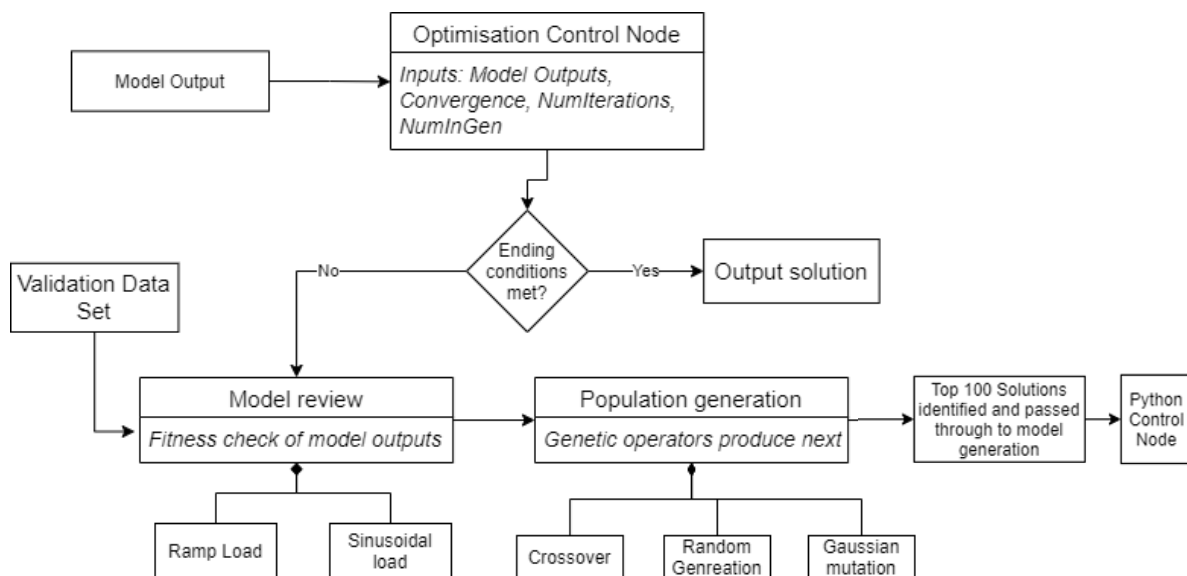 Model Output
Optimisation Control Node
Inputs: Model Outputs,
Convergence, NumIterations,
NumInGen
Ending
conditions
met?
No
Yes
Output solution
Validation Data
Set
Model review
Fitness check of model outputs
Population generation
Genetic operators produce next
Top 100 Solutions
identified and passed
through to model
generation
Python
Control
Node
Ramp Load
Sinusoidal
load
Crossover
Random
Genreation
Gaussian
mutation